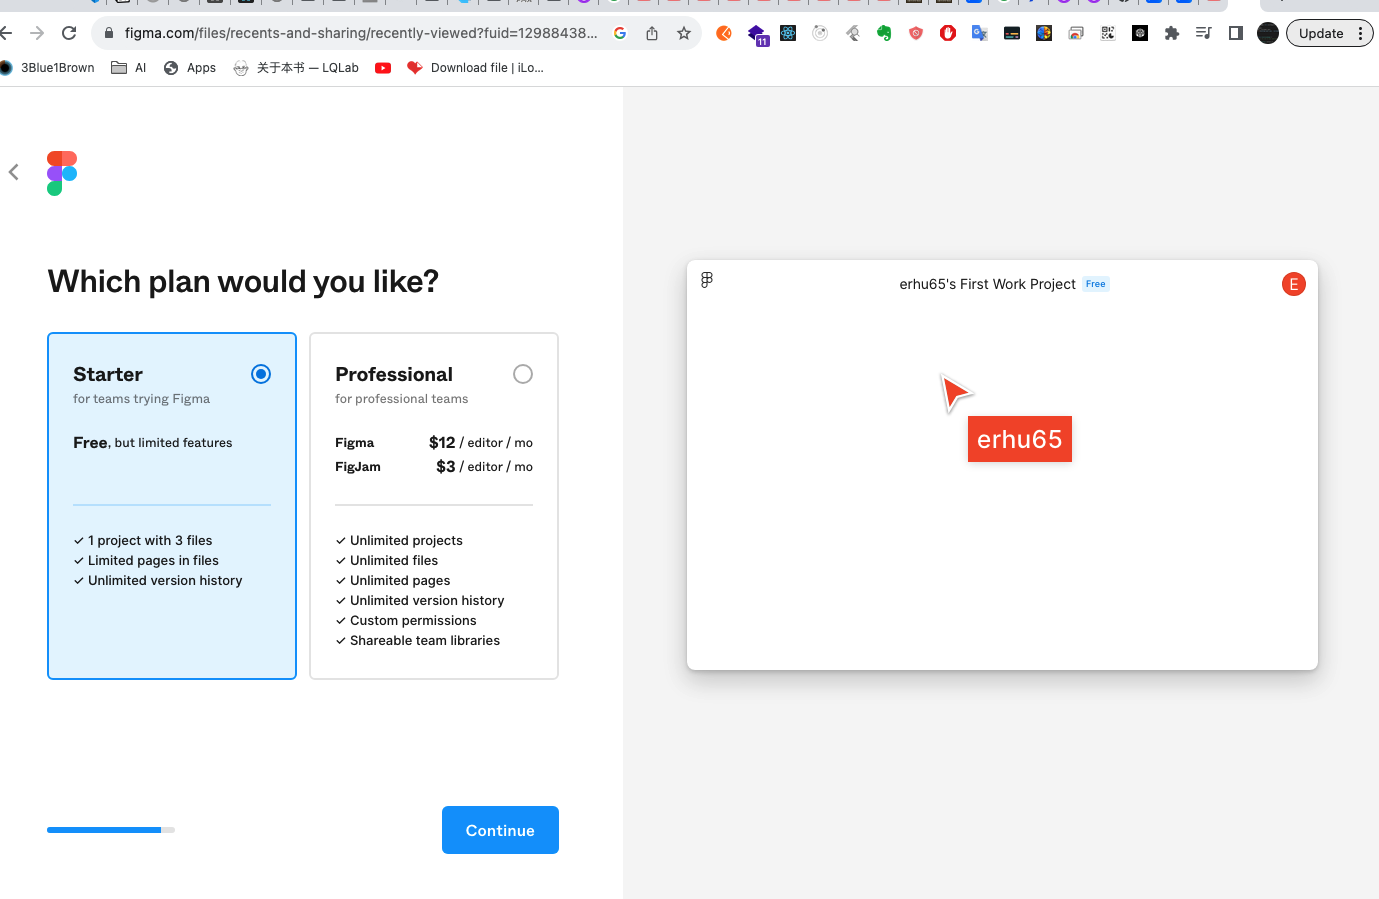 figma.com/files/recents-and-sharing/recently-viewed?fuid=12988438...
11
Update
3Blue1Brown
AI
Apps
关于本书 — LQLab
Download file | iLo...
Which plan would you like?
Starter
for teams trying Figma
Free, but limited features
✓ 1 project with 3 files
✓ Limited pages in files
✓ Unlimited version history
Professional
for professional teams
Figma $12 / editor / mo
FigJam $3 / editor / mo
✓ Unlimited projects
✓ Unlimited files
✓ Unlimited pages
✓ Unlimited version history
✓ Custom permissions
✓ Shareable team libraries
Continue
erhu65's First Work Project Free
E
erhu65